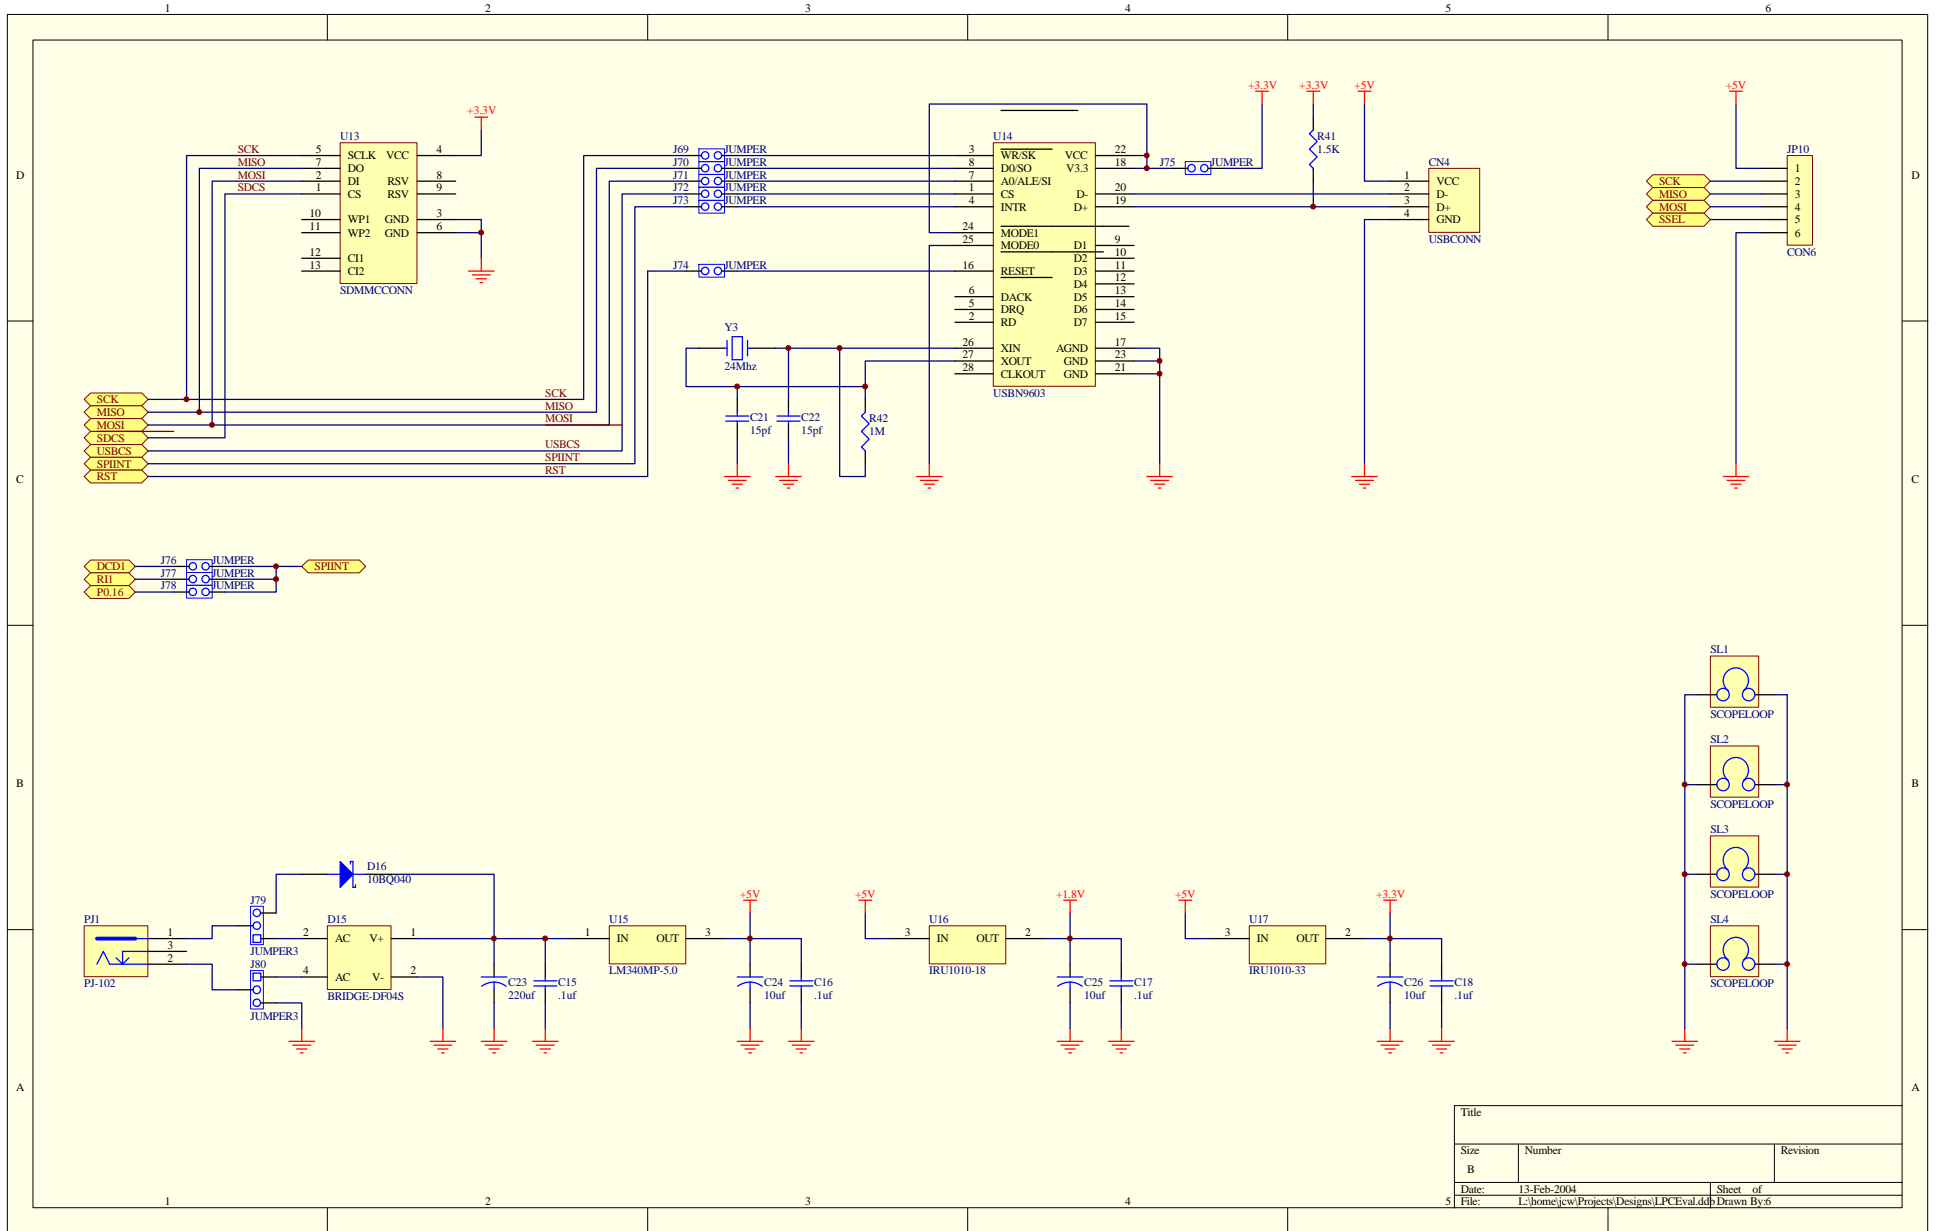 1 2 3 4 5 6
+3.3V +3.3V +5V +5V
+3.3V
U13 U14 R41
1.5K
SCK 5 SCLK VCC 4
MISO 7 DO
MOSI 2 DI RSV 8
SDCS 1 CS RSV 9
10 WP1 GND 3
11 WP2 GND 6
12 CI1
13 CI2
SDMMCCONN
J69 JUMPER 3 WR/SK VCC 22
J70 JUMPER 8 D0/SO V3.3 18 J75 JUMPER
J71 JUMPER 7 A0/ALE/SI
J72 JUMPER 1 CS D- 20
J73 JUMPER 4 INTR D+ 19
24 MODE1
25 MODE0 D1 9
D2 10
J74 JUMPER 16 RESET D3 11
D4 12
6 DACK D5 13
5 DRQ D6 14
2 RD D7 15
26 XIN AGND 17
27 XOUT GND 23
28 CLKOUT GND 21
USBN9603
CN4
1 VCC
2 D-
3 D+
4 GND
USBCONN
JP10
1
SCK 2
MISO 3
MOSI 4
SSEL 5
6
CON6
D D
Y3
24Mhz
C21
15pf
C22
15pf
R42
1M
SCK SCK
MISO MISO
MOSI MOSI
SDCS
USBCS USBCS
SPIINT SPIINT
RST RST
C C
DCD1 J76 JUMPER SPIINT
RI1 J77 JUMPER
P0.16 J78 JUMPER
SL1
SCOPELOOP
SL2
SCOPELOOP
B B
SL3
SCOPELOOP
SL4
SCOPELOOP
D16
10BQ040
J79
JUMPER3
J80
JUMPER3
PJ1
1
3
2
PJ-102
D15
2 AC V+ 1
4 AC V- 2
BRIDGE-DF04S
C23
220uf
C15
.1uf
U15
1 IN OUT 3
LM340MP-5.0
+5V
C24
10uf
C16
.1uf
+5V
U16
3 IN OUT 2
IRU1010-18
+1.8V
C25
10uf
C17
.1uf
+5V
U17
3 IN OUT 2
IRU1010-33
+3.3V
C26
10uf
C18
.1uf
A A
Title
Size Number Revision
B
Date: 13-Feb-2004 Sheet of
File: L:\home\jcw\Projects\Designs\LPCEval.ddb Drawn By:
1 2 3 4 5 6